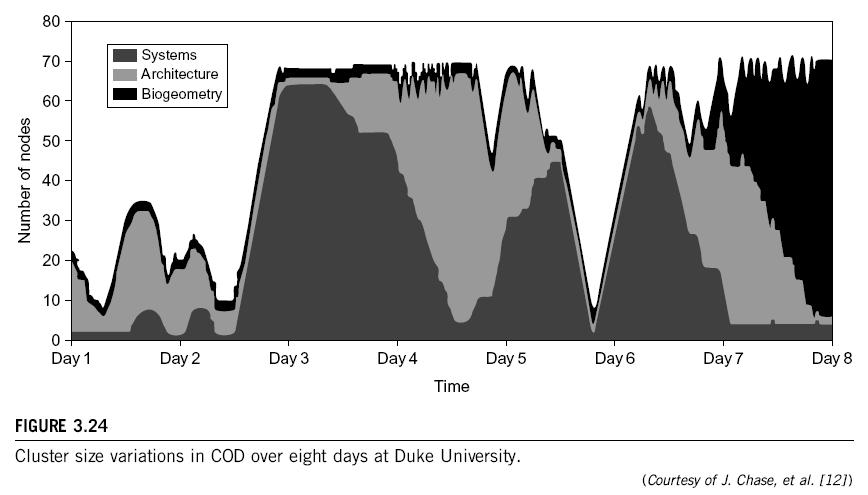 80
70
60
50
40
30
20
10
0
Number of nodes
Systems
Architecture
Biogeometry
Day 1 Day 2 Day 3 Day 4 Day 5 Day 6 Day 7 Day 8
Time
FIGURE 3.24
Cluster size variations in COD over eight days at Duke University.
(Courtesy of J. Chase, et al. [12])